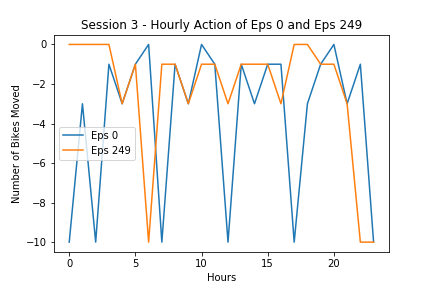 Session 3 - Hourly Action of Eps 0 and Eps 249
Number of Bikes Moved
0
−2
−4
−6
−8
−10
Eps 0
Eps 249
0 5 10 15 20
Hours